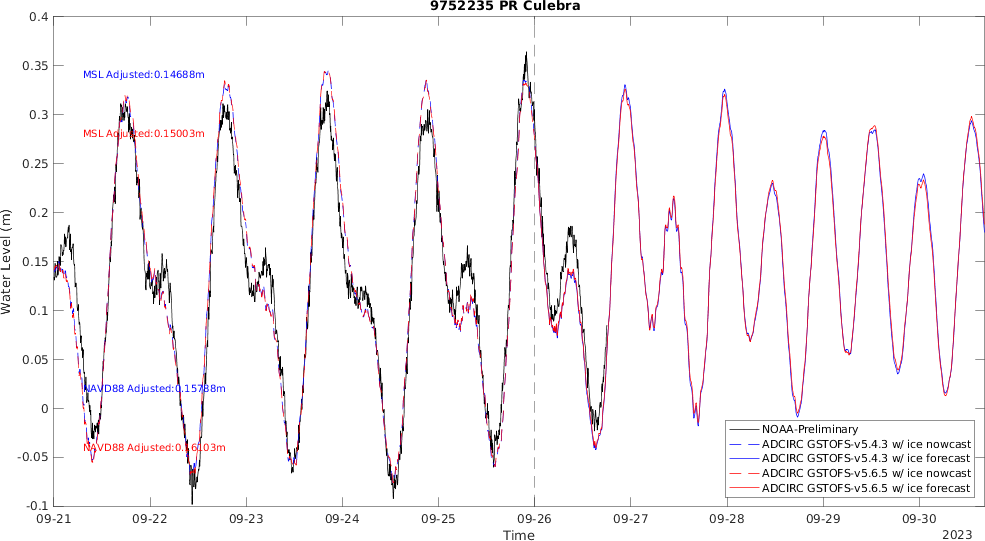 9752235 PR Culebra
0.4
0.35
0.3
0.25
0.2
0.15
0.1
0.05
0
-0.05
-0.1
Water Level (m)
MSL Adjusted:0.14688m
MSL Adjusted:0.15003m
NAVD88 Adjusted:0.15788m
NAVD88 Adjusted:0.16103m
NOAA-Preliminary
ADCIRC GSTOFS-v5.4.3 w/ ice nowcast
ADCIRC GSTOFS-v5.4.3 w/ ice forecast
ADCIRC GSTOFS-v5.6.5 w/ ice nowcast
ADCIRC GSTOFS-v5.6.5 w/ ice forecast
09-21 09-22 09-23 09-24 09-25 09-26 09-27 09-28 09-29 09-30
Time
2023